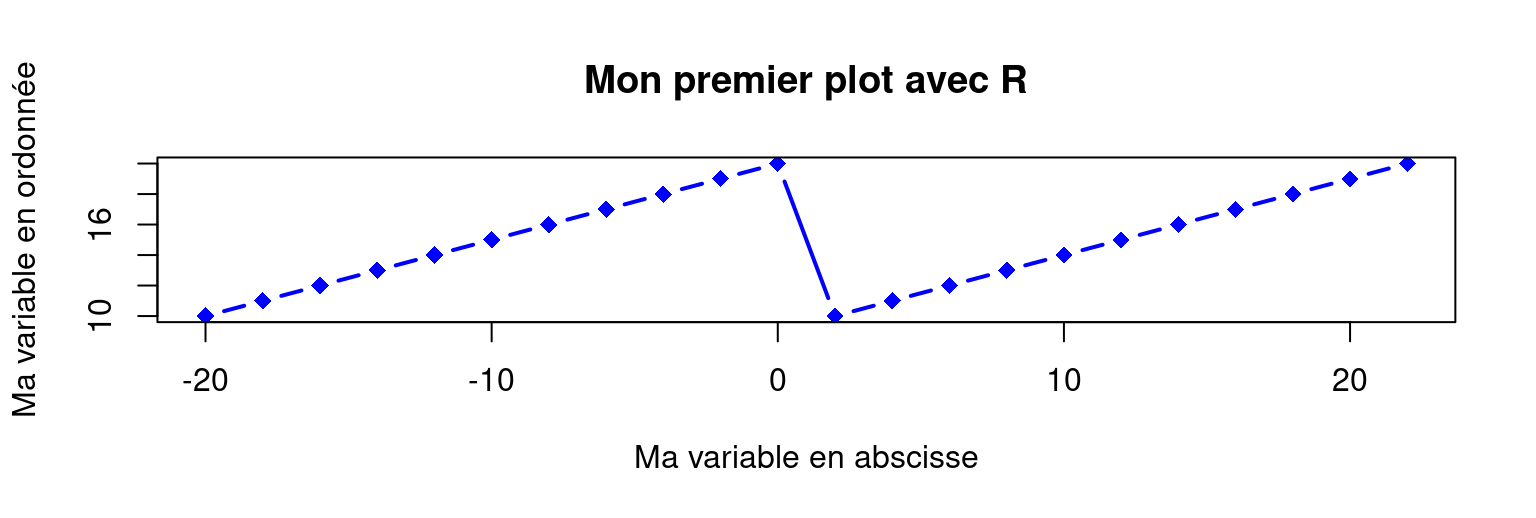 Mon premier plot avec R
Ma variable en ordonnée
16
10
-20 -10 0 10 20
Ma variable en abscisse